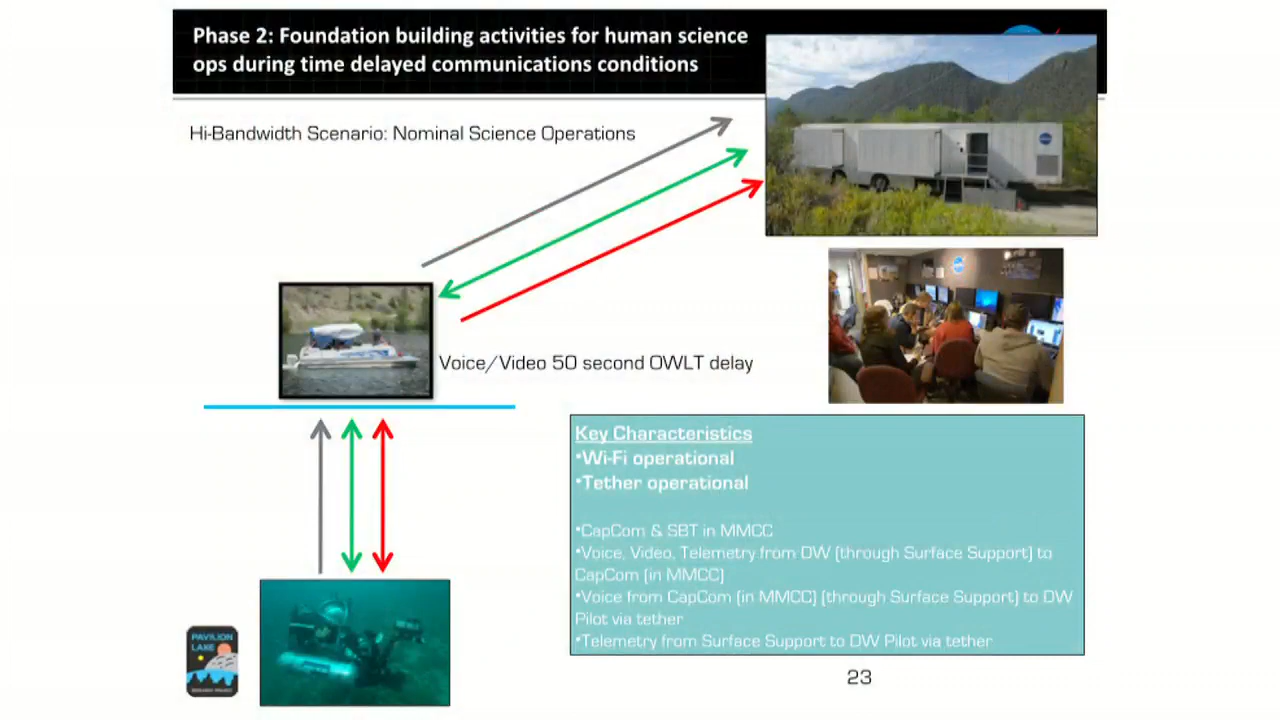 Phase 2: Foundation building activities for human science
ops during time delayed communications conditions
Hi-Bandwidth Scenario: Nominal Science Operations
Voice/Video 50 second OWLT delay
Key Characteristics
•Wi-Fi operational
•Tether operational
•CapCom & SBT in MMCC
•Voice, Video, Telemetry from DW (through Surface Support) to
CapCom (in MMCC)
•Voice from CapCom (in MMCC) (through Surface Support) to DW
Pilot via tether
•Telemetry from Surface Support to DW Pilot via tether
PAVILION
LAKE
RESEARCH PROJECT
23